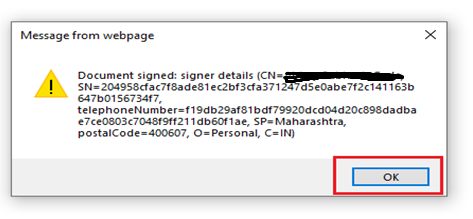 Message from webpage
Document signed: signer details (CN=
SN=204958cfac7f8ade81ec2bf3cfa371247d5e0abe7f2c141163b
647b0156734f7,
telephoneNumber=f19db29af81bdf79920dcd04d20c898dadba
e7ce0803c7048f9ff211db60f1ae, SP=Maharashtra,
postalCode=400607, O=Personal, C=IN)
OK